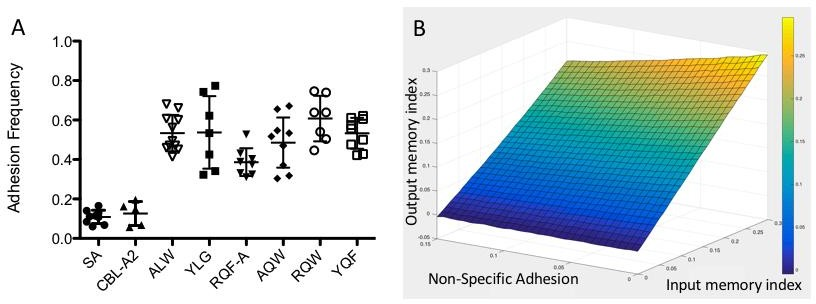 A
Adhesion Frequency
1.0
0.8
0.6
0.4
0.2
0.0
SA
CBL-A2
ALW
YLG
RQF-A
AQW
RQW
YQF
B
Output memory index
0.3
0.25
0.2
0.15
0.1
0.05
0
-0.05
0.15
0.1
0.05
0
Non-Specific Adhesion
0
0.05
0.1
0.15
0.2
0.25
0.3
Input memory index
0.25
0.2
0.15
0.1
0.05
0